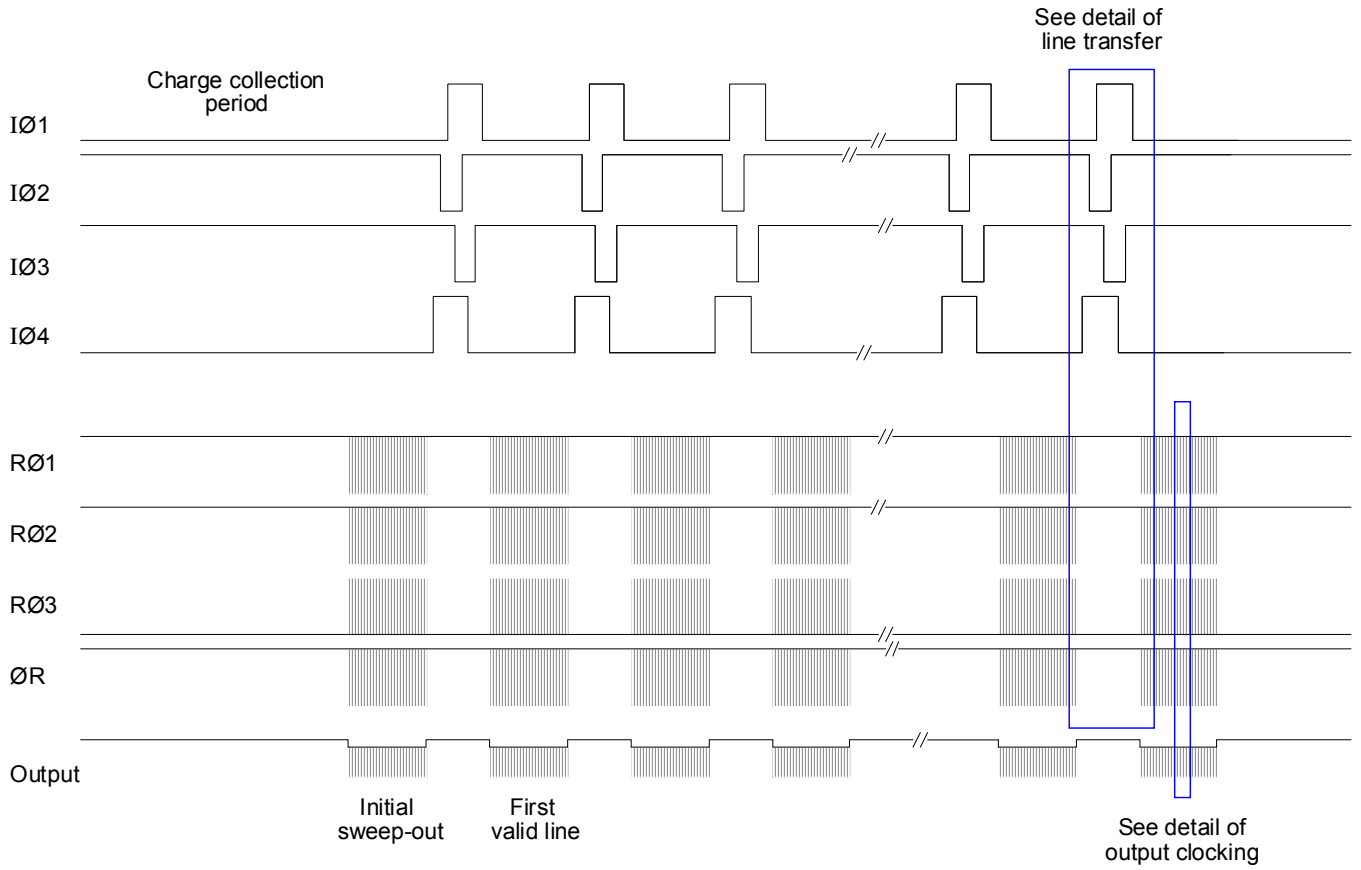 See detail of
line transfer
Charge collection
period
IØ1
IØ2
IØ3
IØ4
RØ1
RØ2
RØ3
ØR
Output
Initial
sweep-out
First
valid line
See detail of
output clocking